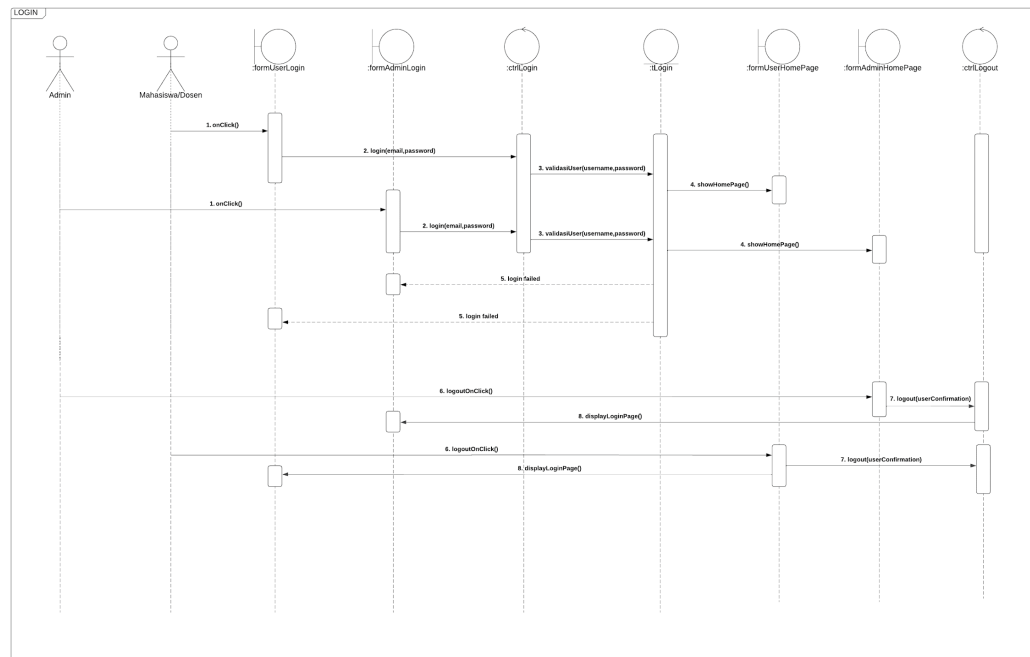 LOGIN
:formUserLogin
:formAdminLogin
:ctrlLogin
:tLogin
:formUserHomePage
:formAdminHomePage
:ctrlLogout
Admin
Mahasiswa/Dosen
1. onClick()
2. login(email,password)
3. validasiUser(username,password)
4. showHomePage()
1. onClick()
2. login(email,password)
3. validasiUser(username,password)
4. showHomePage()
5. login failed
5. login failed
6. logoutOnClick()
7. logout(userConfirmation)
8. displayLoginPage()
6. logoutOnClick()
7. logout(userConfirmation)
8. displayLoginPage()